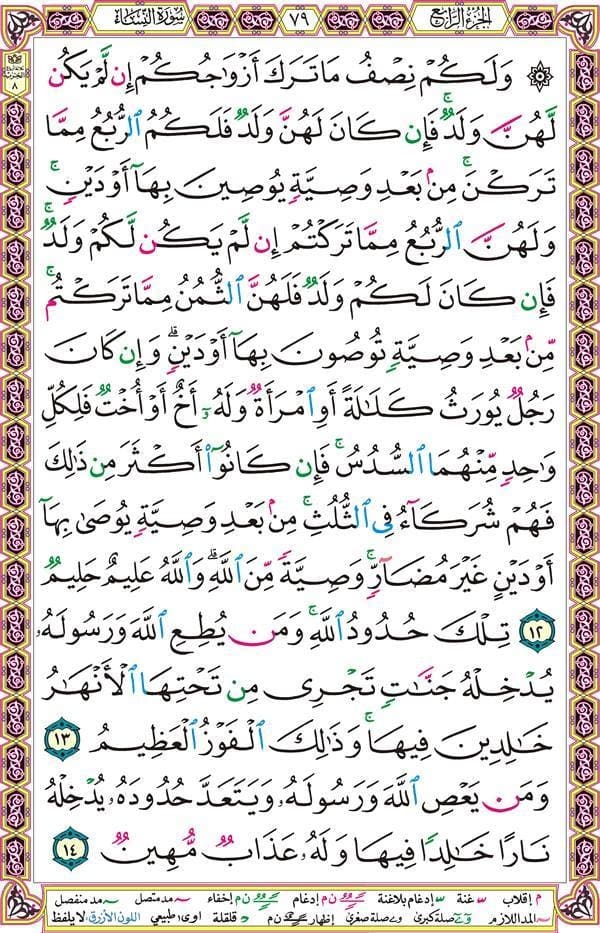 الجزء الرابع ٧٩ سورة النساء
۞ وَلَكُمْ نِصْفُ مَا تَرَكَ أَزْوَٰجُكُمْ إِن لَّمْ يَكُن
لَّهُنَّ وَلَدٌ ۚ فَإِن كَانَ لَهُنَّ وَلَدٌ فَلَكُمُ ٱلرُّبُعُ مِمَّا
تَرَكْنَ ۚ مِنۢ بَعْدِ وَصِيَّةٍ يُوصِينَ بِهَآ أَوْ دَيْنٍ ۚ
وَلَهُنَّ ٱلرُّبُعُ مِمَّا تَرَكْتُمْ إِن لَّمْ يَكُن لَّكُمْ وَلَدٌ ۚ
فَإِن كَانَ لَكُمْ وَلَدٌ فَلَهُنَّ ٱلثُّمُنُ مِمَّا تَرَكْتُم ۚ
مِّنۢ بَعْدِ وَصِيَّةٍ تُوصُونَ بِهَآ أَوْ دَيْنٍ ۗ وَإِن كَانَ
رَجُلٌ يُورَثُ كَلَٰلَةً أَوِ ٱمْرَأَةٌ وَلَهُۥٓ أَخٌ أَوْ أُخْتٌ فَلِكُلِّ
وَٰحِدٍ مِّنْهُمَا ٱلسُّدُسُ ۚ فَإِن كَانُوٓا۟ أَكْثَرَ مِن ذَٰلِكَ
فَهُمْ شُرَكَآءُ فِى ٱلثُّلُثِ ۚ مِنۢ بَعْدِ وَصِيَّةٍ يُوصَىٰ بِهَآ
أَوْ دَيْنٍ غَيْرَ مُضَآرٍّ ۚ وَصِيَّةً مِّنَ ٱللَّهِ ۗ وَٱللَّهُ عَلِيمٌ حَلِيمٌ
١٢ تِلْكَ حُدُودُ ٱللَّهِ ۚ وَمَن يُطِعِ ٱللَّهَ وَرَسُولَهُۥ
يُدْخِلْهُ جَنَّٰتٍ تَجْرِى مِن تَحْتِهَا ٱلْأَنْهَٰرُ
خَٰلِدِينَ فِيهَا ۚ وَذَٰلِكَ ٱلْفَوْزُ ٱلْعَظِيمُ ١٣
وَمَن يَعْصِ ٱللَّهَ وَرَسُولَهُۥ وَيَتَعَدَّ حُدُودَهُۥ يُدْخِلْهُ
نَارًا خَٰلِدًا فِيهَا وَلَهُۥ عَذَابٌ مُّهِينٌ ١٤
م إقلاب غنة إدغام بلاغنة ن م إدغام إخفاء مد متصل مد منفصل
المد اللازم صلة كبرى صلة صغرى إظهار ن م قلقلة اوى طبيعي اللون الأزرق لا يلفظ